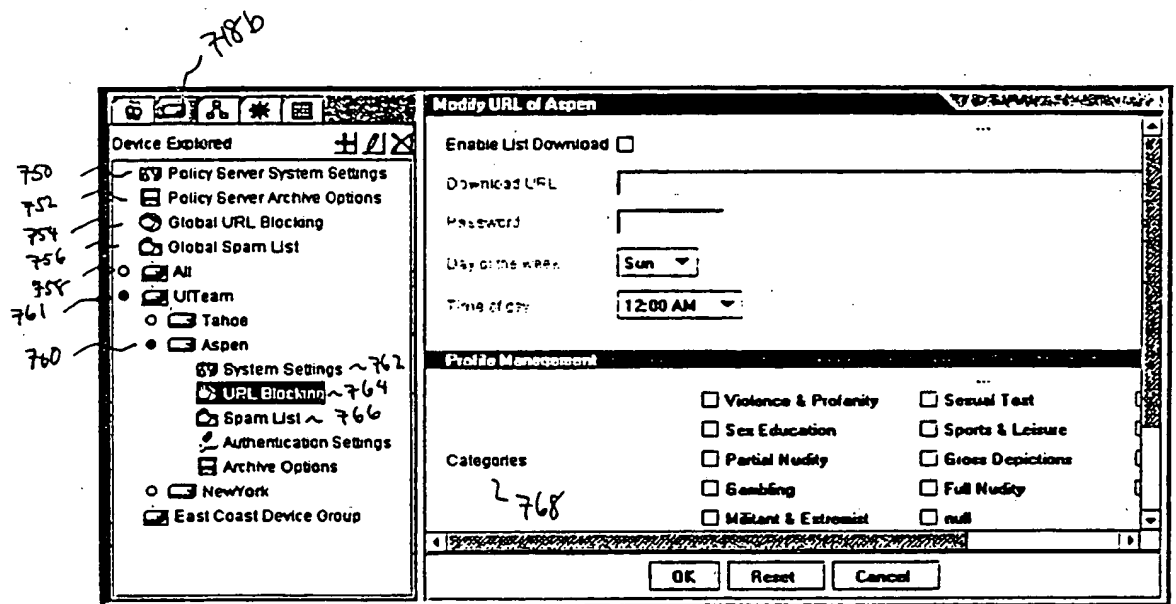 718b
Modify URL of Aspen
Device Explored
Enable List Download
750 Policy Server System Settings
Download URL
752 Policy Server Archive Options
754 Global URL Blocking
Password
756 Global Spam List
758 All
Day of the week Sun
761 UITeam
Time of day 12:00 AM
Tahoe
760 Aspen
Profile Management
System Settings ~762
URL Blocking ~764
Violence & Profanity Sexual Text
Spam List ~ 766
Sex Education Sports & Leisure
Authentication Settings
Categories Partial Nudity Gross Depictions
Archive Options
768 Gambling Full Nudity
NewYork
Militant & Extremist null
East Coast Device Group
OK Reset Cancel